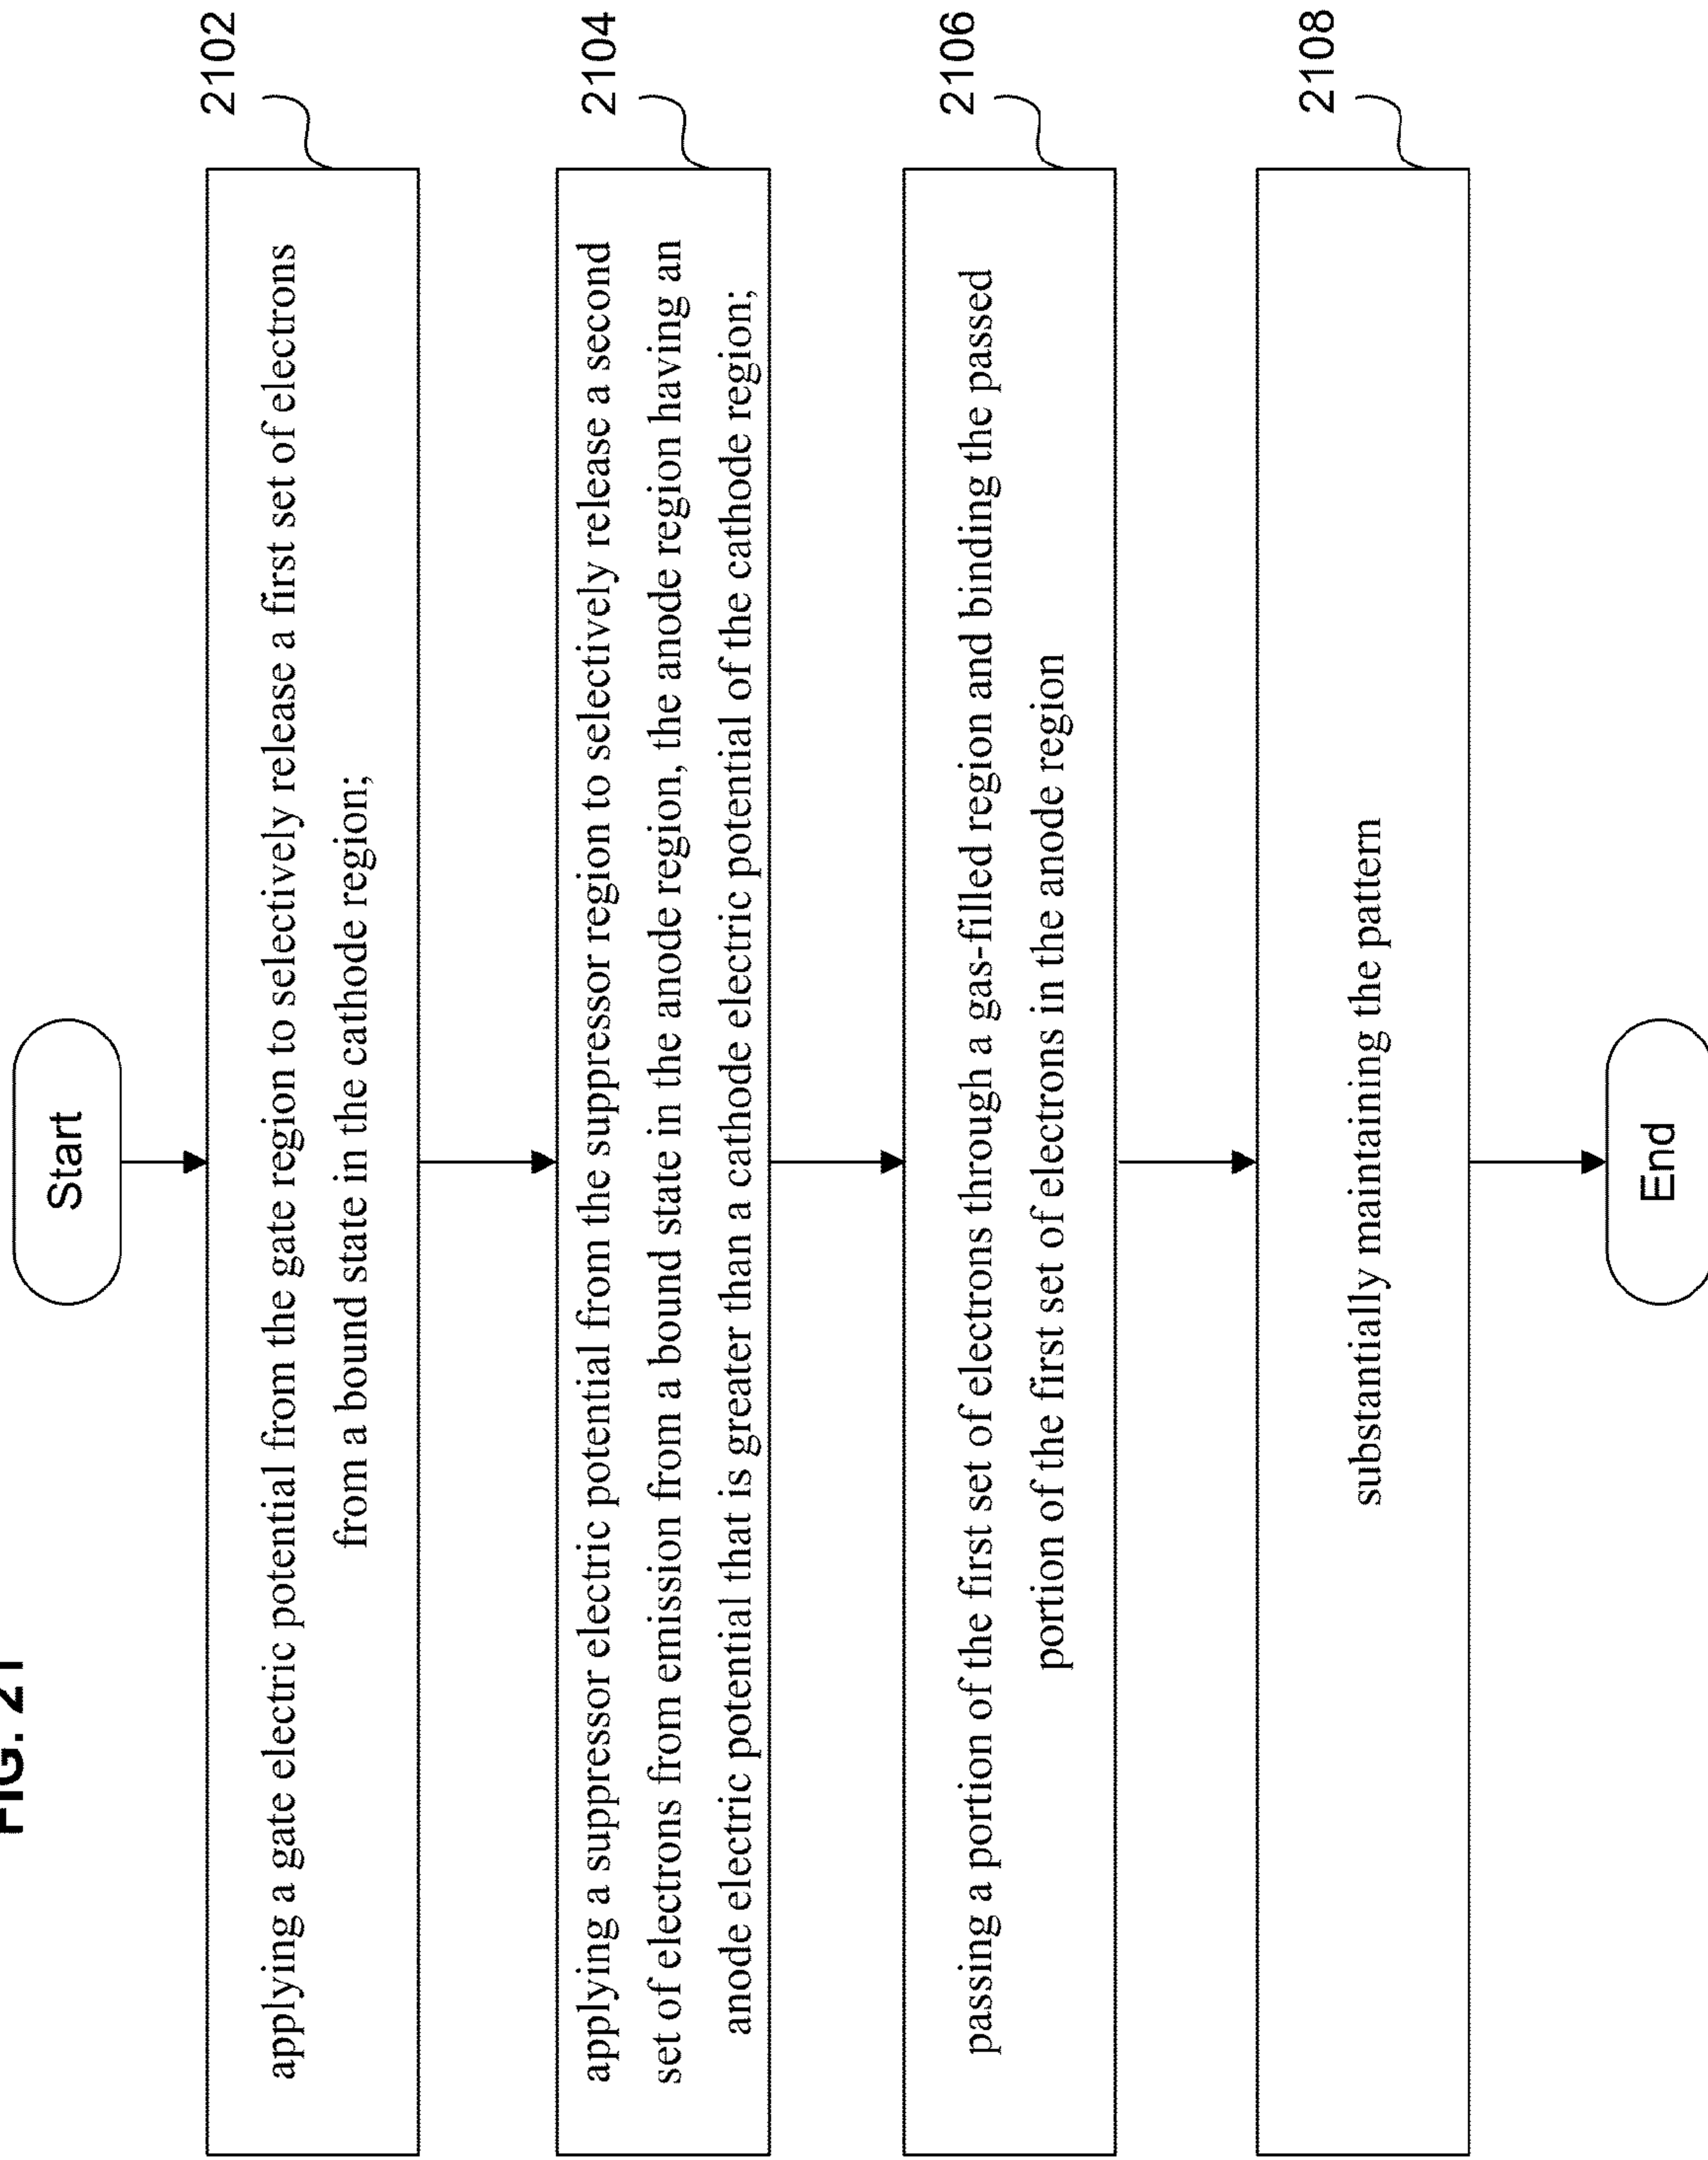 FIG. 21
Start
2102
applying a gate electric potential from the gate region to selectively release a first set of electrons
from a bound state in the cathode region;
2104
applying a suppressor electric potential from the suppressor region to selectively release a second
set of electrons from emission from a bound state in the anode region, the anode region having an
anode electric potential that is greater than a cathode electric potential of the cathode region;
2106
passing a portion of the first set of electrons through a gas-filled region and binding the passed
portion of the first set of electrons in the anode region
2108
substantially maintaining the pattern
End